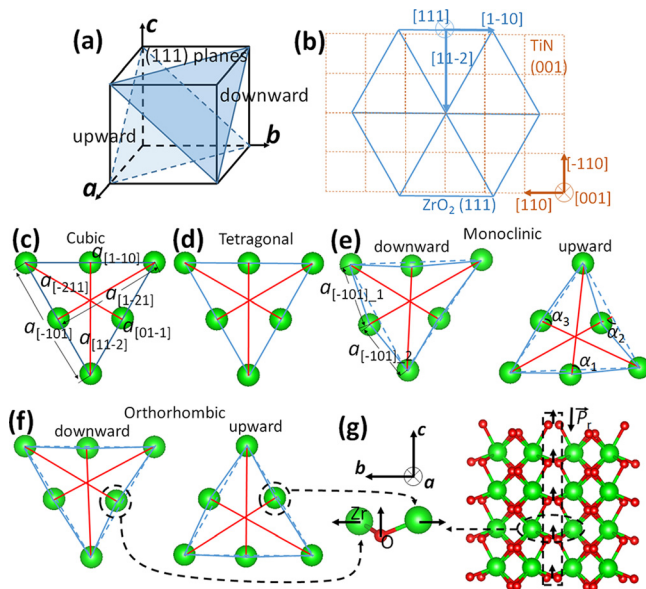 (a)
c
(111) planes
downward
upward
b
a
(b)
[111]
[1-10]
[11-2]
TiN
(001)
[-110]
[110]
[001]
ZrO₂ (111)
(c)
Cubic
a[1-10]
a[-211]
a[1-21]
a[-101]
a[01-1]
a[11-2]
(d)
Tetragonal
(e)
Monoclinic
downward
upward
a[-101]_1
a[-101]_2
α₃
α₂
α₁
(f)
Orthorhombic
downward
upward
(g)
c
b
a
Zr
O
P⃗r